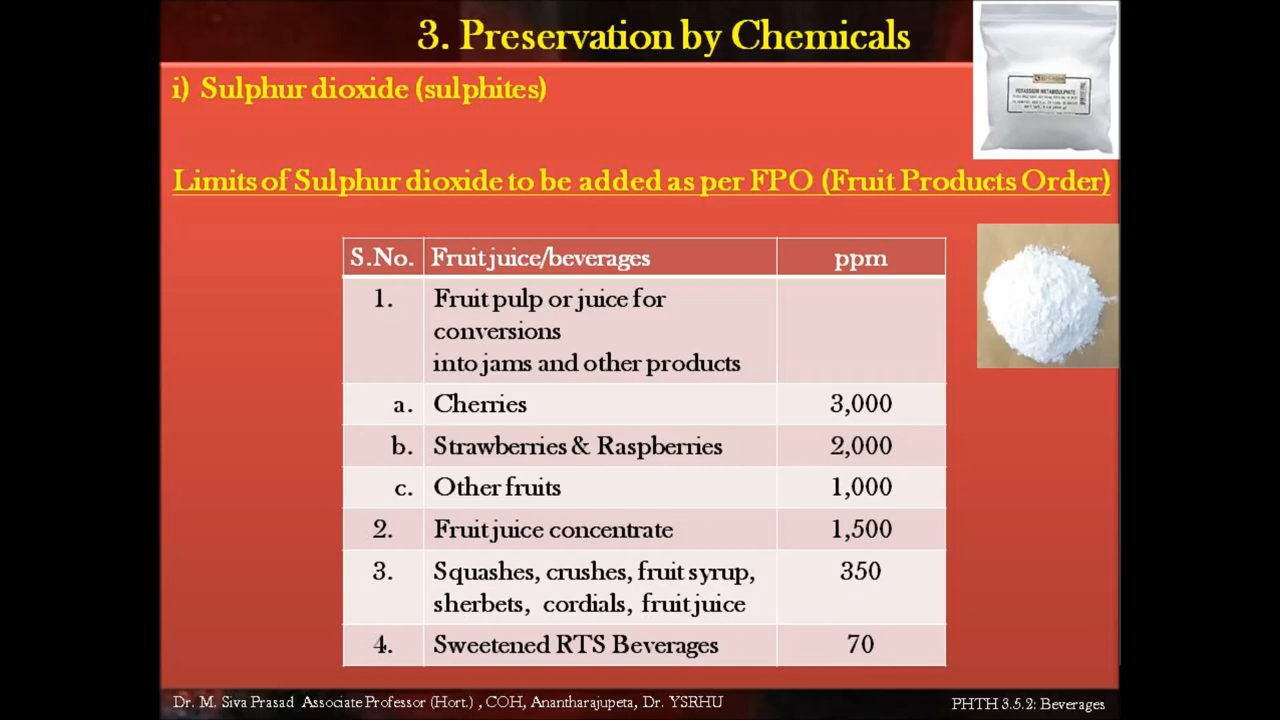 3. Preservation by Chemicals
i) Sulphur dioxide (sulphites)
POTASSIUM METABISULPHITE
Limits of Sulphur dioxide to be added as per FPO (Fruit Products Order)
S.No. Fruit juice/beverages ppm
1. Fruit pulp or juice for
conversions
into jams and other products
a. Cherries 3,000
b. Strawberries & Raspberries 2,000
c. Other fruits 1,000
2. Fruit juice concentrate 1,500
3. Squashes, crushes, fruit syrup, 350
sherbets, cordials, fruit juice
4. Sweetened RTS Beverages 70
Dr. M. Siva Prasad Associate Professor (Hort.) , COH, Anantharajupeta, Dr. YSRHU
PHTH 3.5.2: Beverages